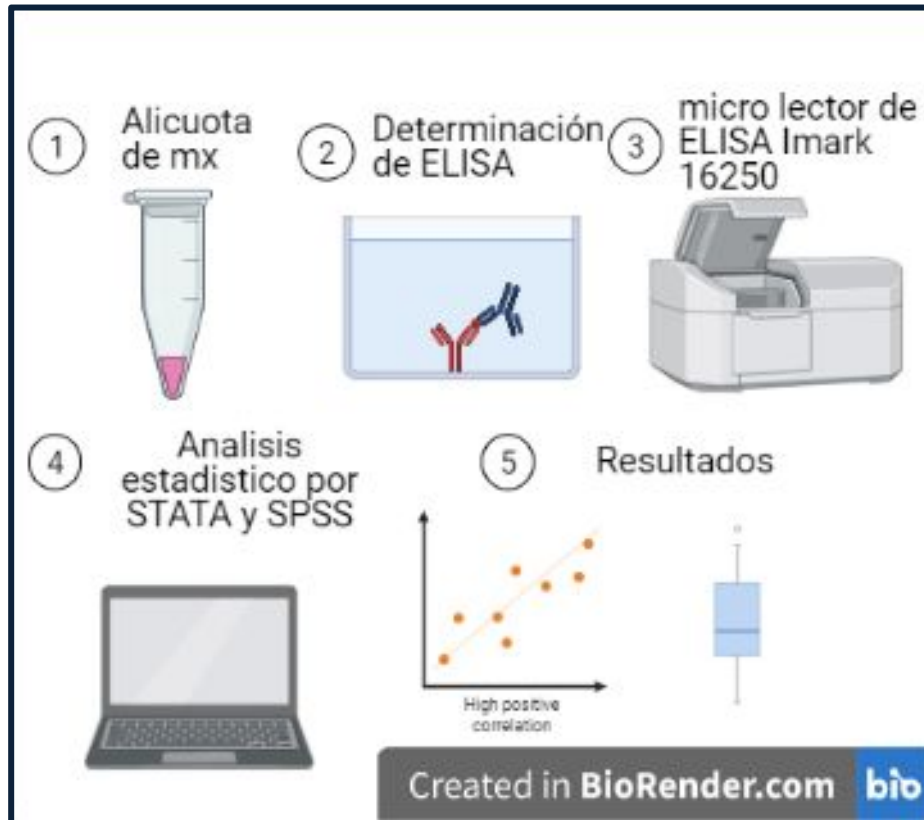 1
Alicuota
de mx
2
Determinación
de ELISA
3
micro lector de
ELISA Imark
16250
4
Analisis
estadistico por
STATA y SPSS
5
Resultados
High positive
correlation
Created in BioRender.com
bio